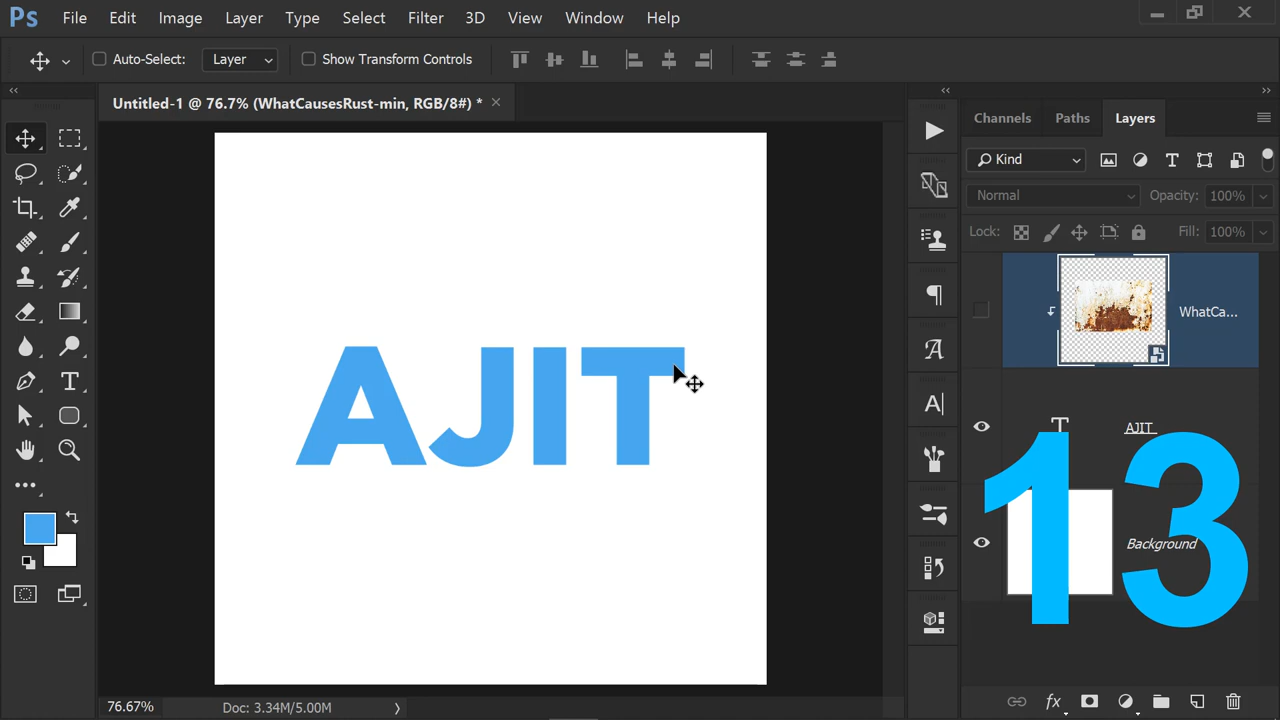 Ps File Edit Image Layer Type Select Filter 3D View Window Help
Auto-Select: Layer Show Transform Controls
Untitled-1 @ 76.7% (WhatCausesRust-min, RGB/8#) *
Channels Paths Layers
Kind
Normal Opacity: 100%
Lock: Fill: 100%
WhatCa...
AJIT
AJIT
13
Background
76.67% Doc: 3.34M/5.00M